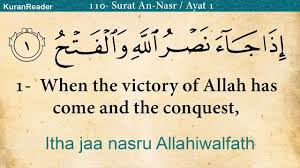 KuranReader
110- Surat An-Nasr / Ayat 1
إِذَا جَآءَ نَصْرُ ٱللَّهِ وَٱلْفَتْحُ ١
1- When the victory of Allah has
come and the conquest,
Itha jaa nasru Allahiwalfath